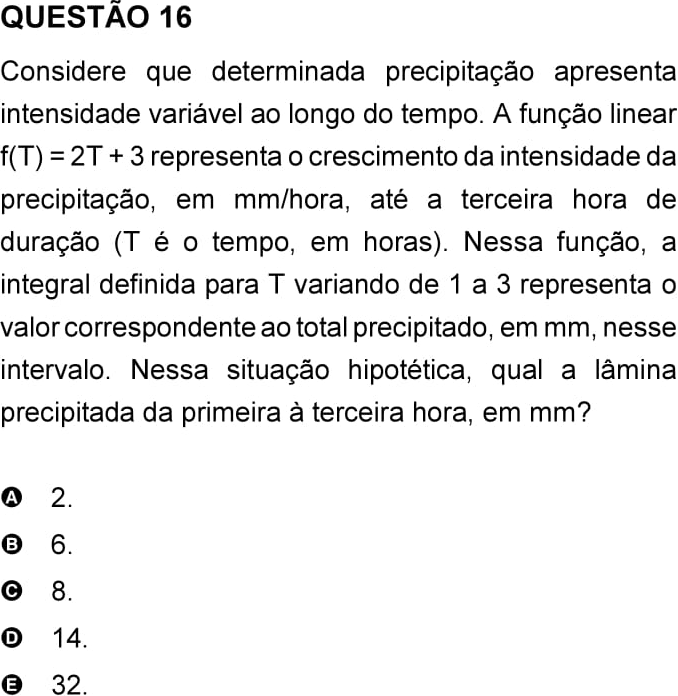 QUESTÃO 16
Considere que determinada precipitação apresenta
intensidade variável ao longo do tempo. A função linear
f(T) = 2T + 3 representa o crescimento da intensidade da
precipitação, em mm/hora, até a terceira hora de
duração (T é o tempo, em horas). Nessa função, a
integral definida para T variando de 1 a 3 representa o
valor correspondente ao total precipitado, em mm, nesse
intervalo. Nessa situação hipotética, qual a lâmina
precipitada da primeira à terceira hora, em mm?
A 2.
B 6.
C 8.
D 14.
E 32.